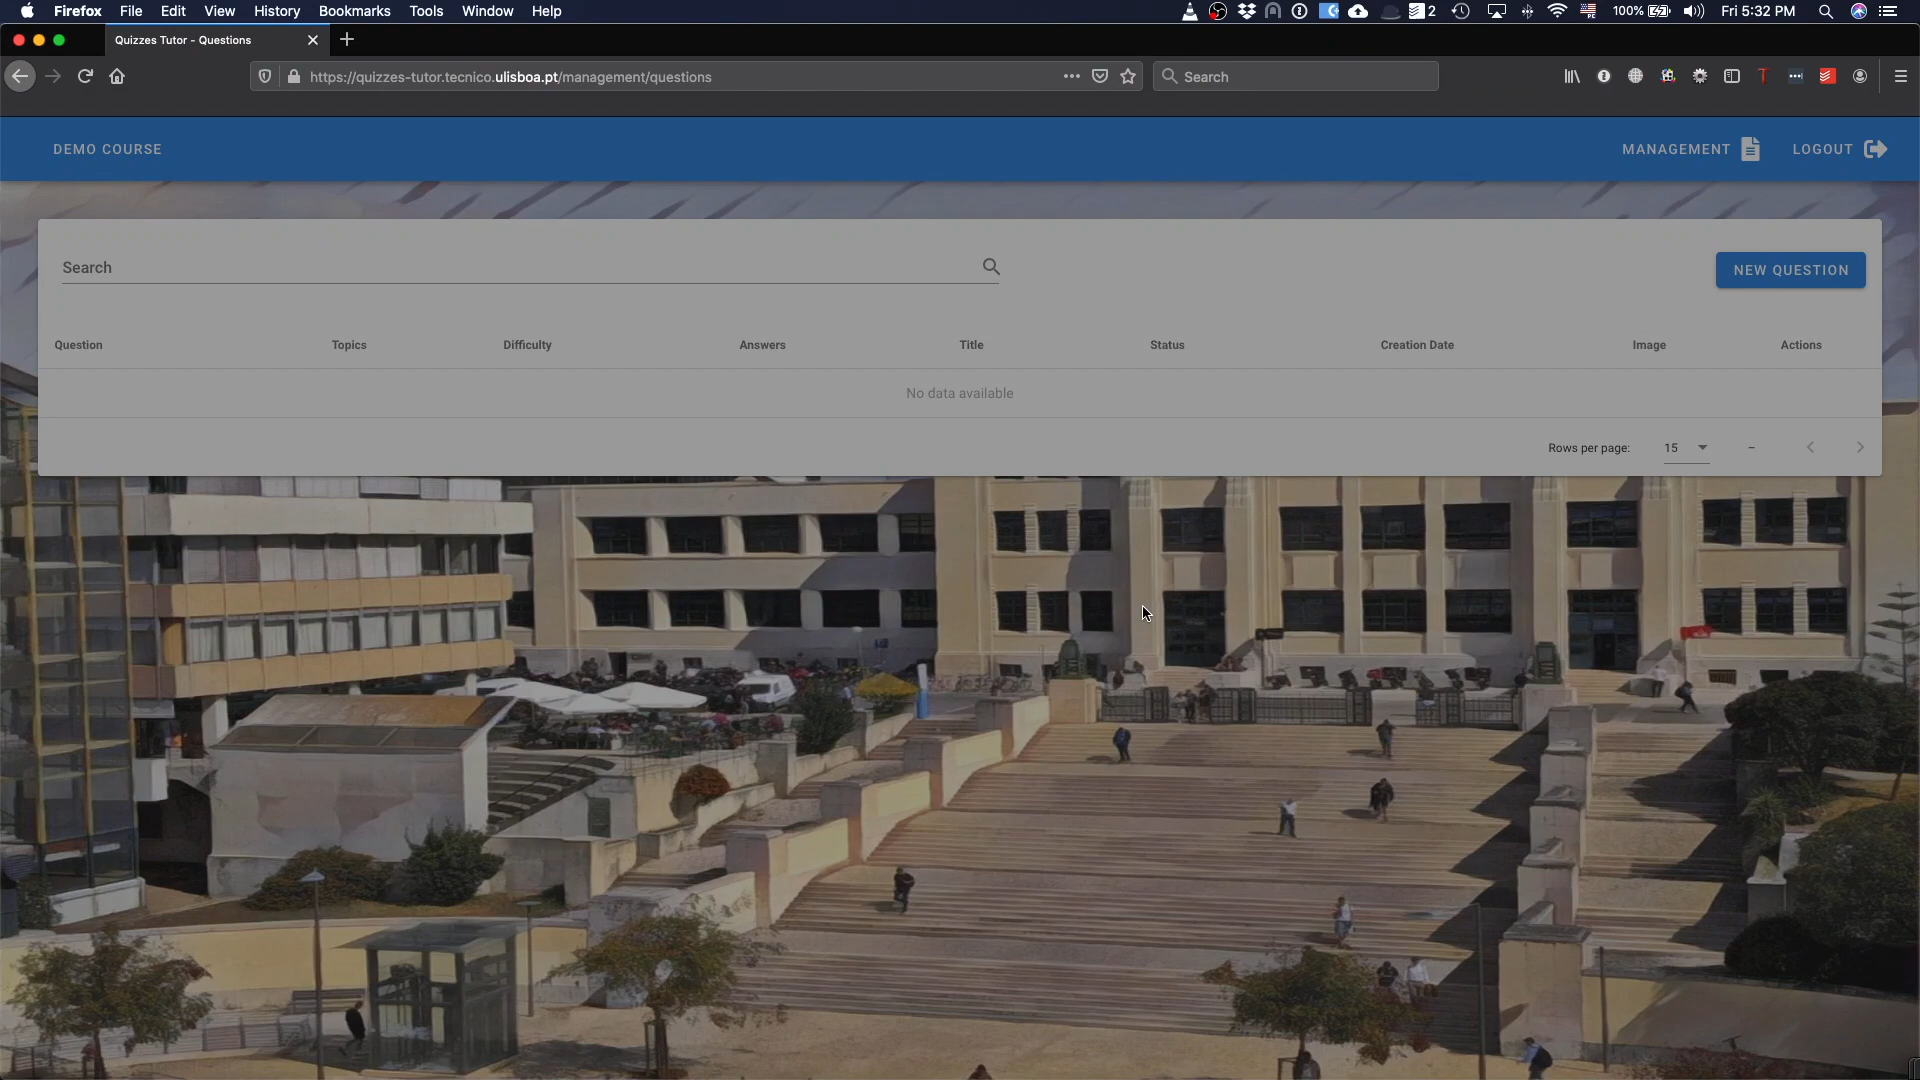 Firefox File Edit View History Bookmarks Tools Window Help 2 100% Fri 5:32 PM
Quizzes Tutor - Questions
https://quizzes-tutor.tecnico.ulisboa.pt/management/questions Search
DEMO COURSE MANAGEMENT LOGOUT
Search NEW QUESTION
Question Topics Difficulty Answers Title Status Creation Date Image Actions
No data available
Rows per page: 15 –